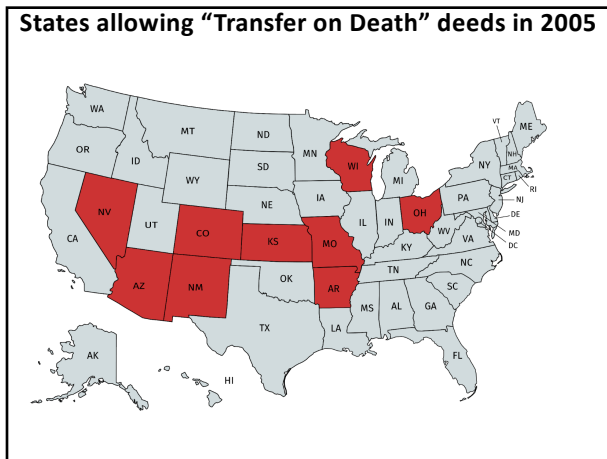 States allowing “Transfer on Death” deeds in 2005
WA
MT
ND
MN
WI
MI
VT
ME
NH
OR
ID
SD
NY
MA
CT
RI
WY
IA
PA
NJ
NE
IL
IN
OH
DE
MD
DC
NV
UT
CO
KS
MO
KY
WV
VA
CA
NC
TN
AZ
NM
OK
AR
SC
MS
AL
GA
TX
LA
FL
AK
HI